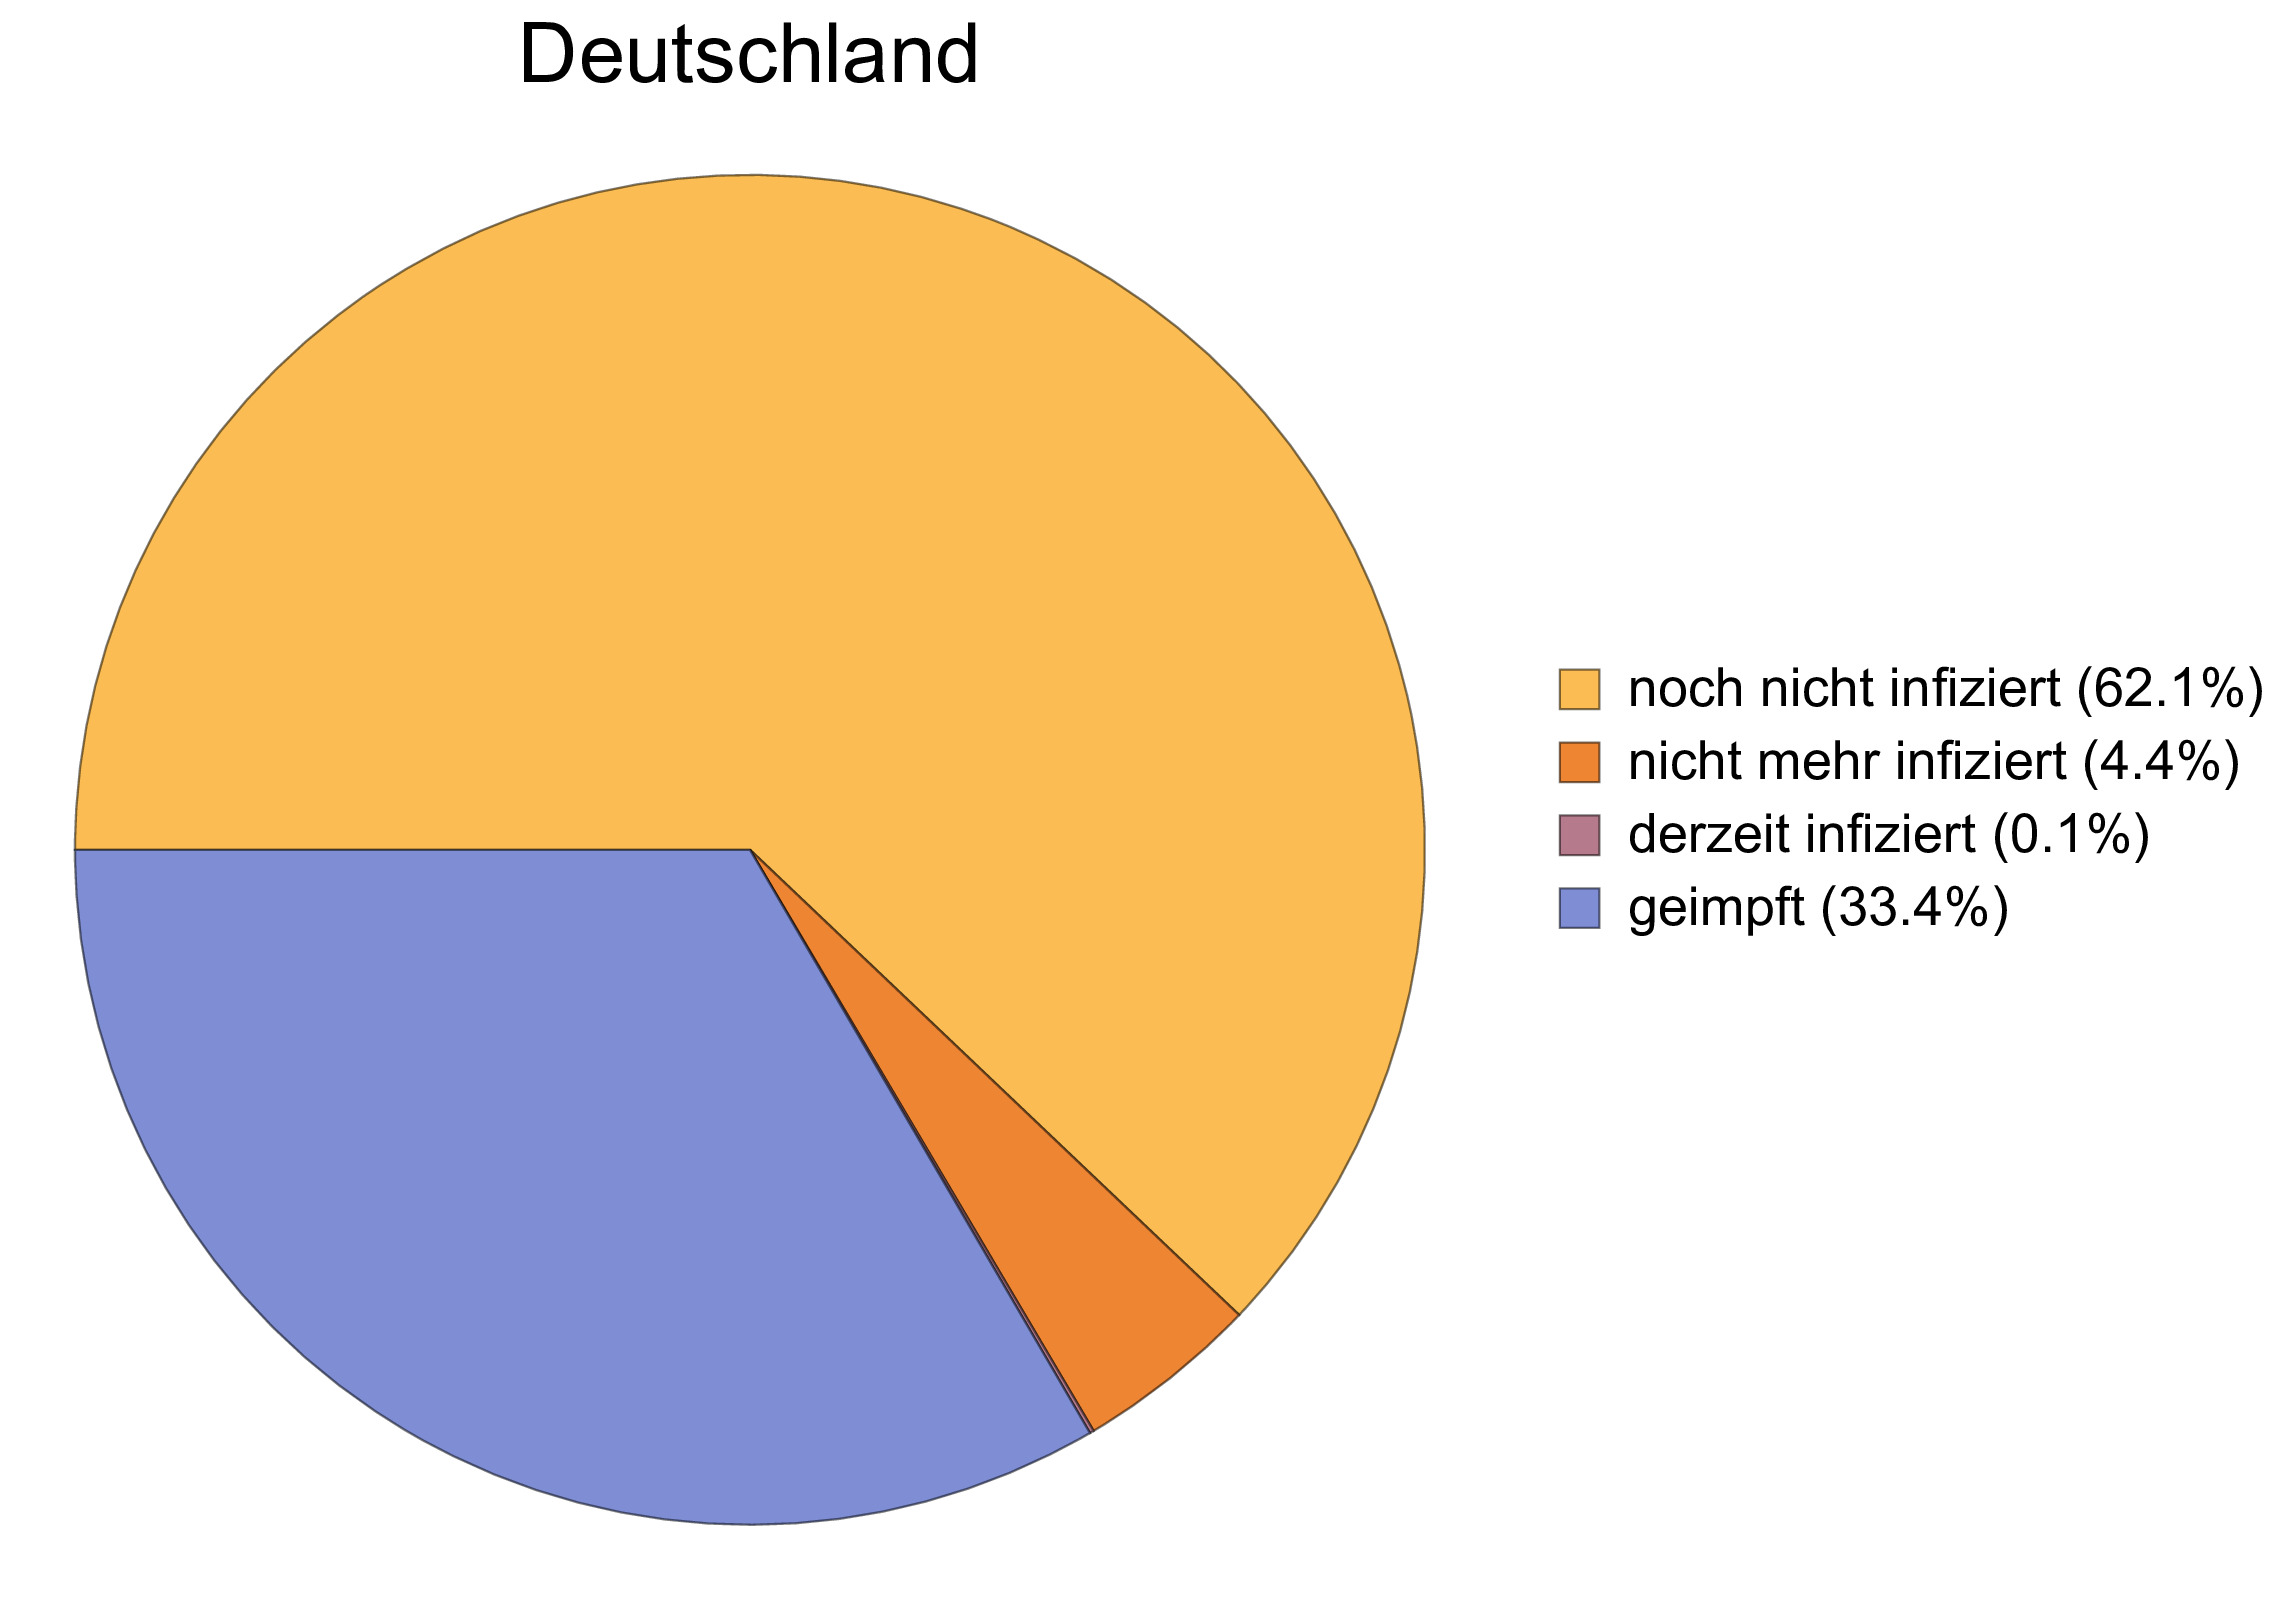 Deutschland
noch nicht infiziert (62.1%)
nicht mehr infiziert (4.4%)
derzeit infiziert (0.1%)
geimpft (33.4%)